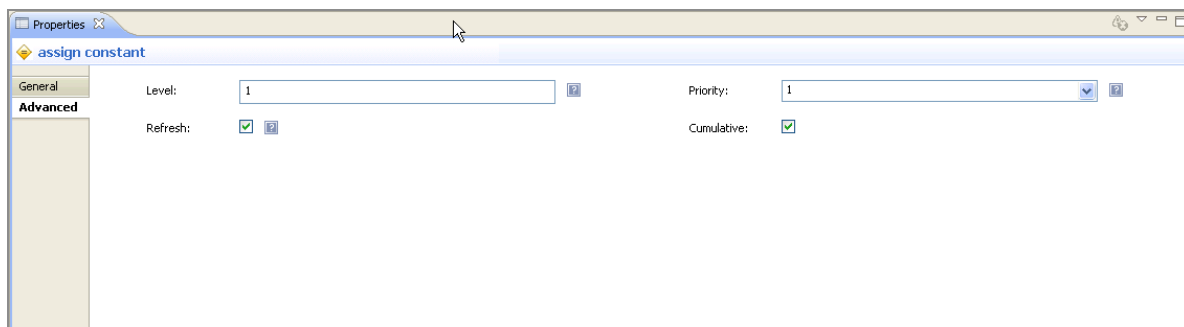 Properties
assign constant
General
Advanced
Level: 1 ? Priority: 1 ?
Refresh: ? Cumulative: